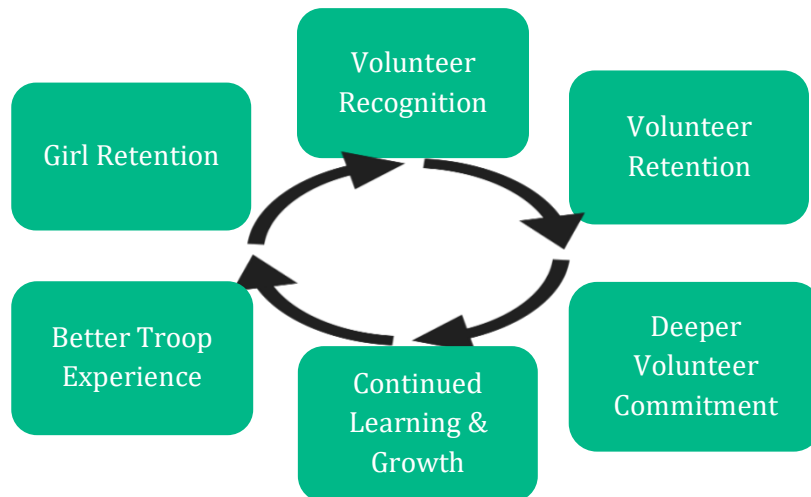 Volunteer
Recognition
Volunteer
Retention
Deeper
Volunteer
Commitment
Continued
Learning &
Growth
Better Troop
Experience
Girl Retention